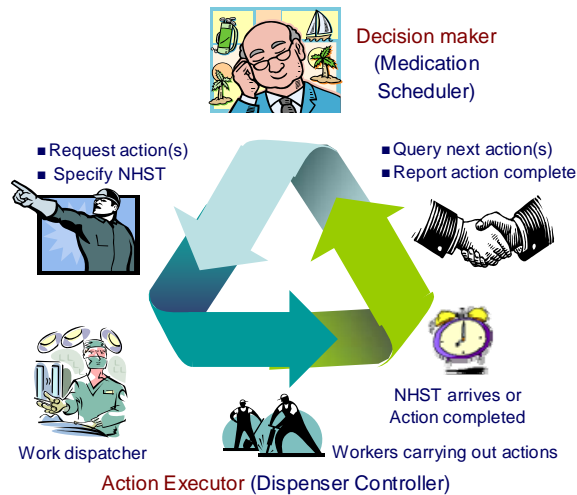 Decision maker
(Medication
Scheduler)
■ Request action(s)
■ Specify NHST
■ Query next action(s)
■ Report action complete
NHST arrives or
Action completed
Work dispatcher
Workers carrying out actions
Action Executor (Dispenser Controller)